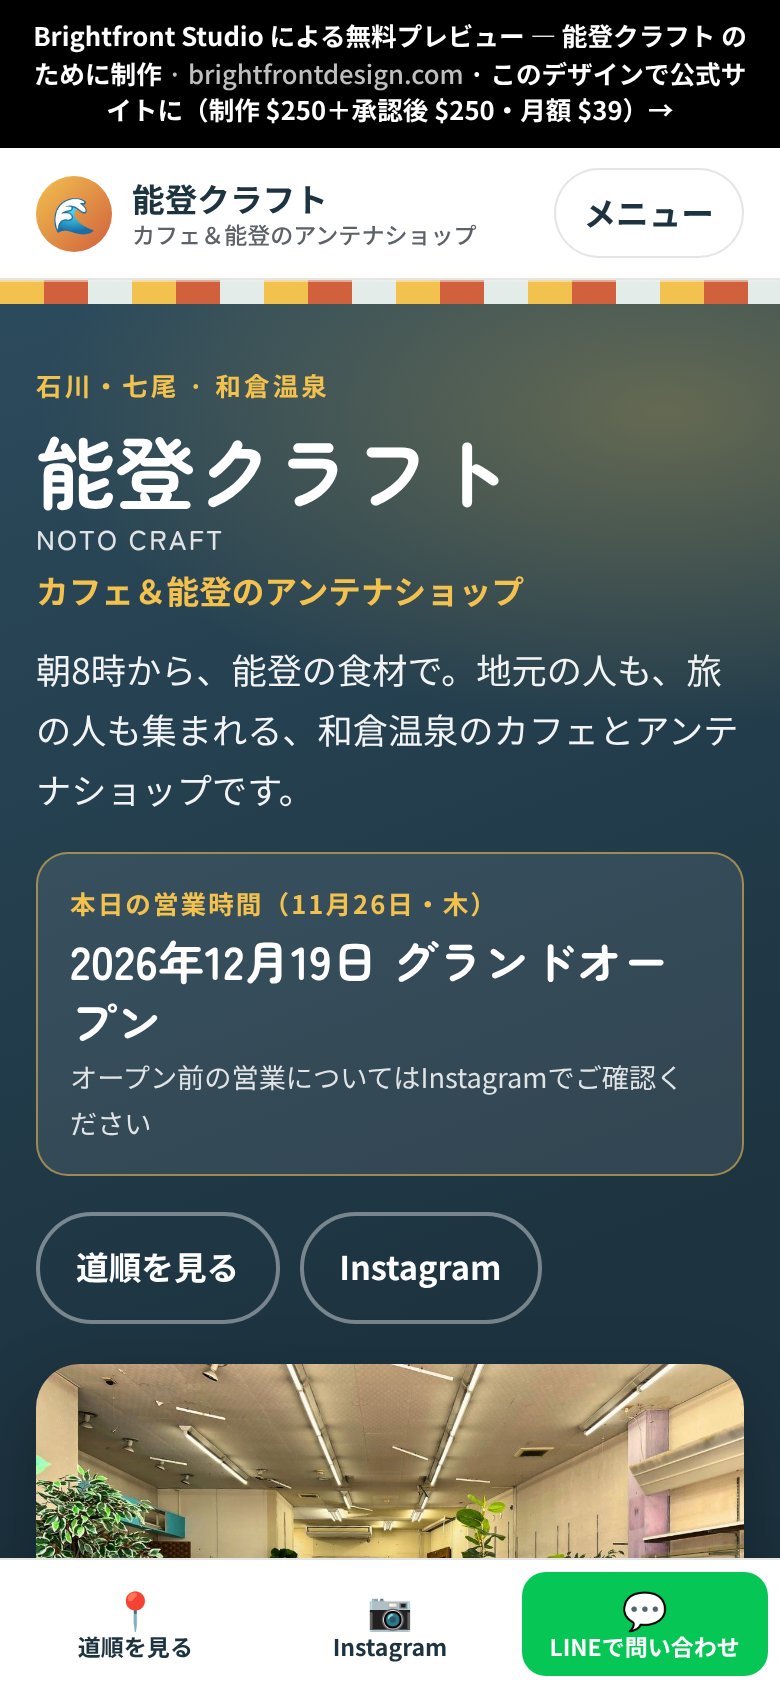 Brightfront Studio による無料プレビュー — 能登クラフト の
ために制作 · brightfrontdesign.com · このデザインで公式サ
イトに（制作 $250＋承認後 $250・月額 $39）→
能登クラフト
カフェ＆能登のアンテナショップ
メニュー
石川・七尾 · 和倉温泉
能登クラフト
NOTO CRAFT
カフェ＆能登のアンテナショップ
朝8時から、能登の食材で。地元の人も、旅
の人も集まれる、和倉温泉のカフェとアンテ
ナショップです。
本日の営業時間（11月26日・木）
2026年12月19日 グランドオー
プン
オープン前の営業についてはInstagramでご確認く
ださい
道順を見る
Instagram
道順を見る
Instagram
LINEで問い合わせ